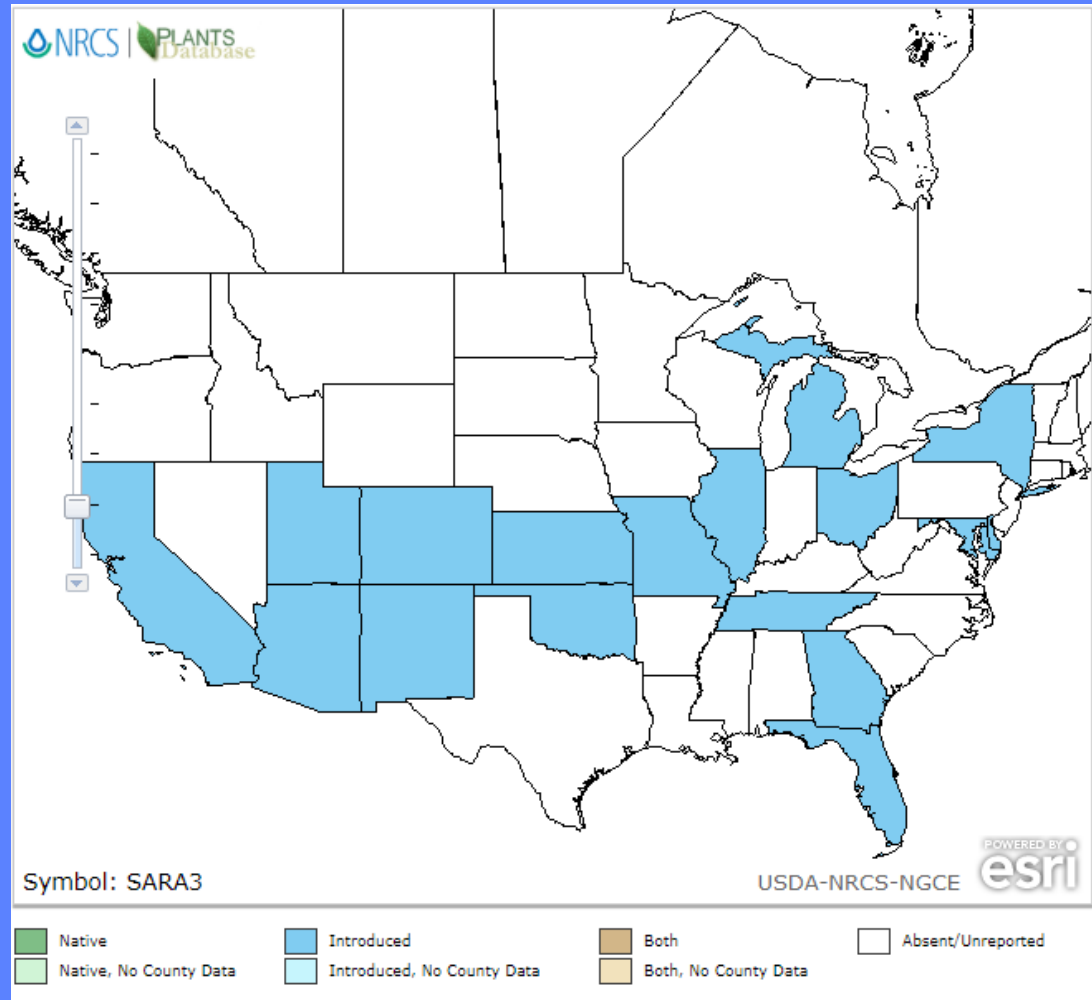 NRCS | PLANTS
Database
Symbol: SARA3
USDA-NRCS-NGCE
POWERED BY
esri
Native
Introduced
Both
Absent/Unreported
Native, No County Data
Introduced, No County Data
Both, No County Data